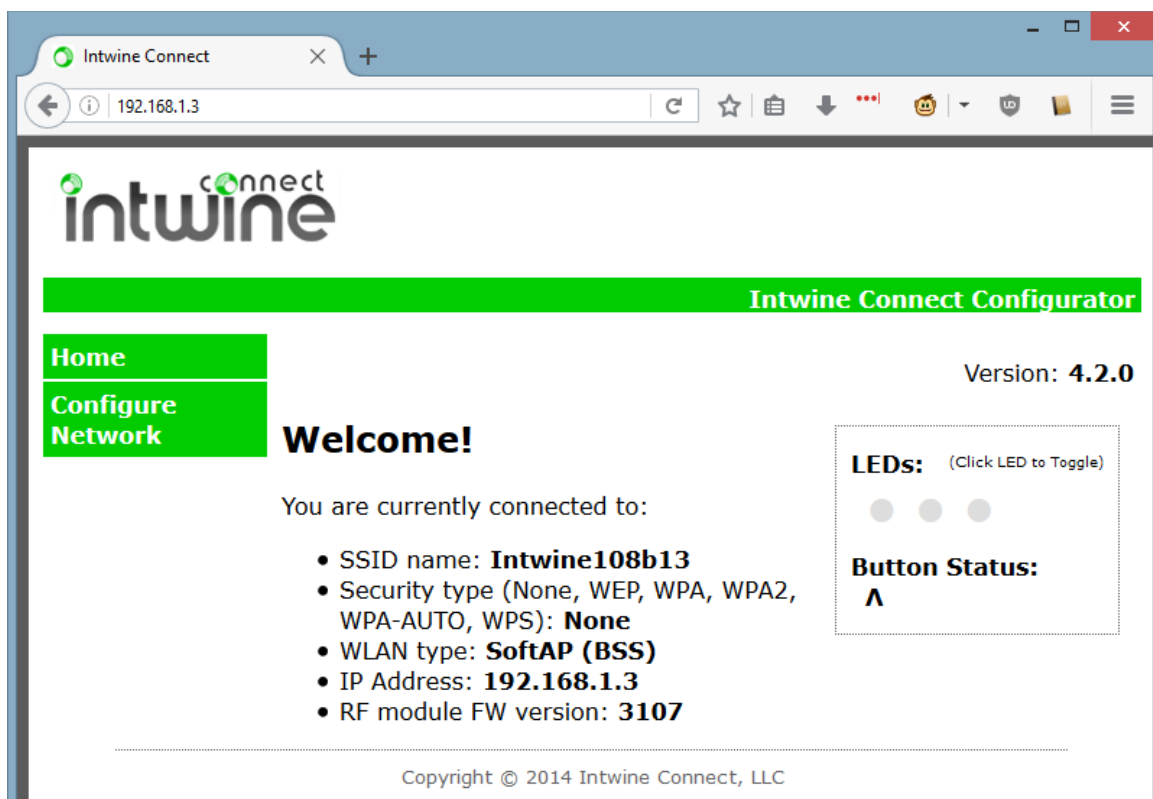 Intwine Connect
192.168.1.3
connect
intwine
Intwine Connect Configurator
Home
Configure
Network
Version: 4.2.0
Welcome!
You are currently connected to:
• SSID name: Intwine108b13
• Security type (None, WEP, WPA, WPA2,
WPA-AUTO, WPS): None
• WLAN type: SoftAP (BSS)
• IP Address: 192.168.1.3
• RF module FW version: 3107
LEDs: (Click LED to Toggle)
Button Status:
Λ
Copyright © 2014 Intwine Connect, LLC